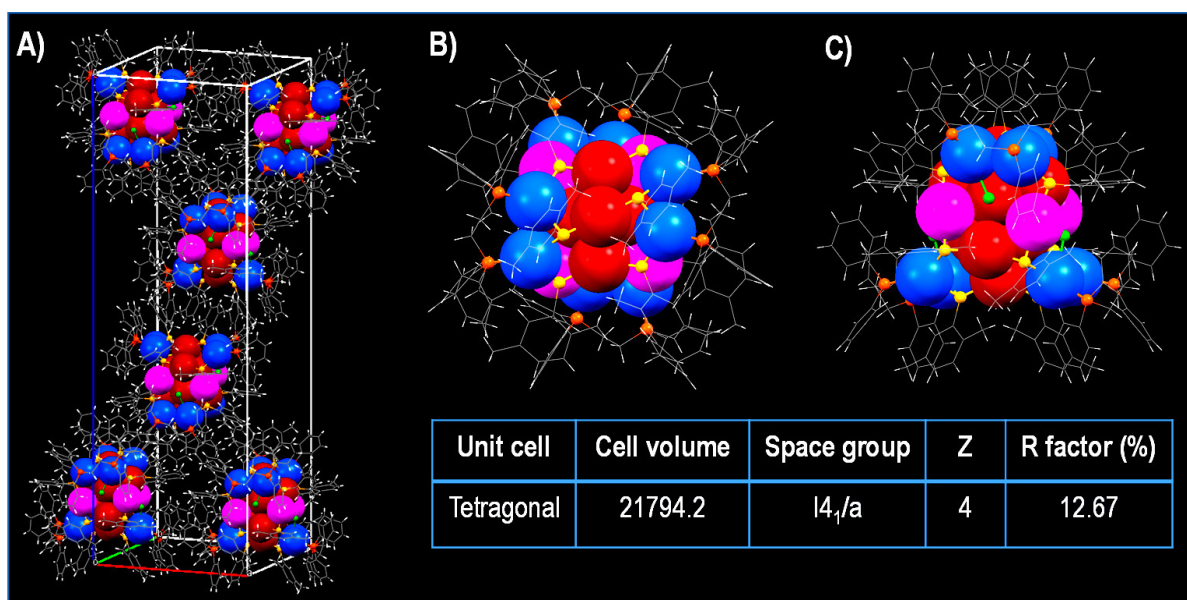 A)
B)
C)
Unit cell Cell volume Space group Z R factor (%)
Tetragonal 21794.2 I4₁/a 4 12.67